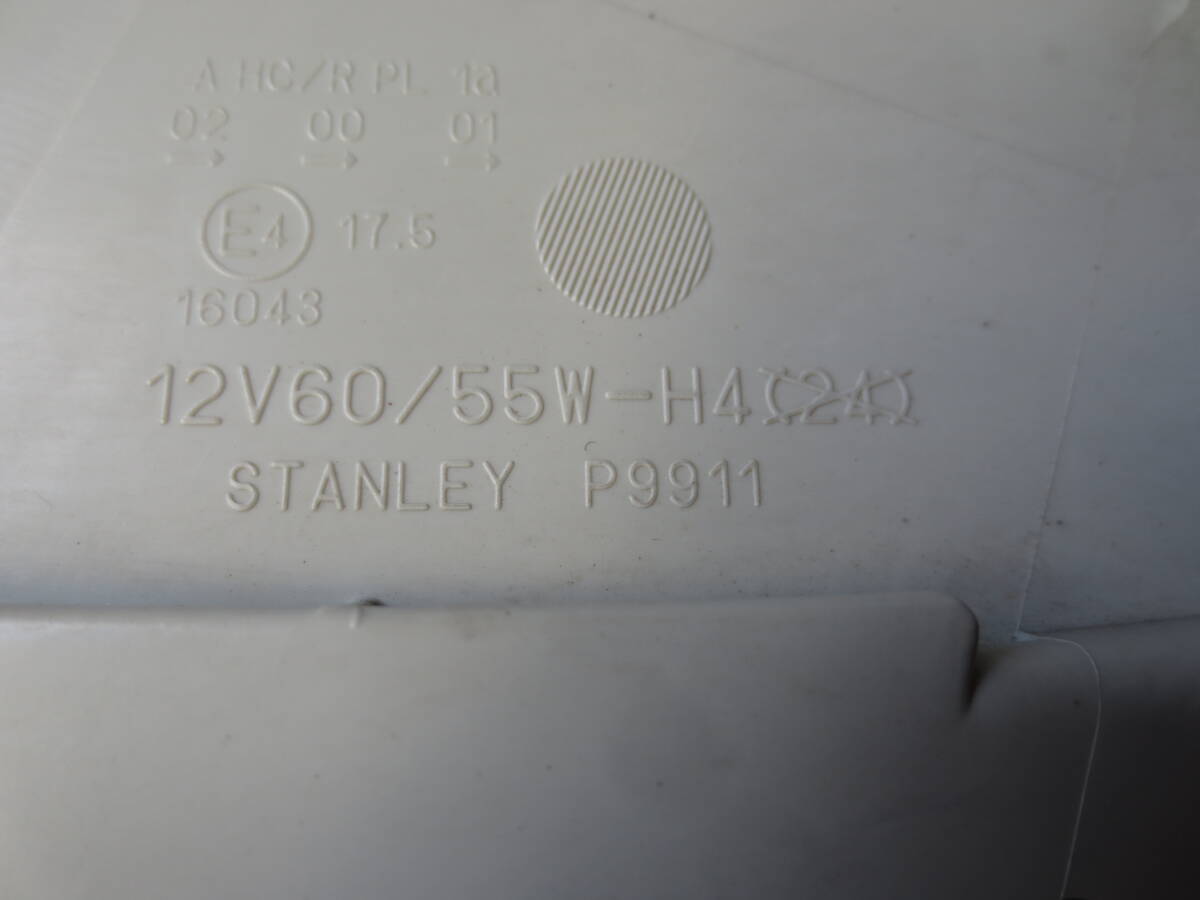 A HC/R PL 1a
02 00 01
→ → →
E4 17.5
16043
12V60/55W-H4(24)
STANLEY P9911